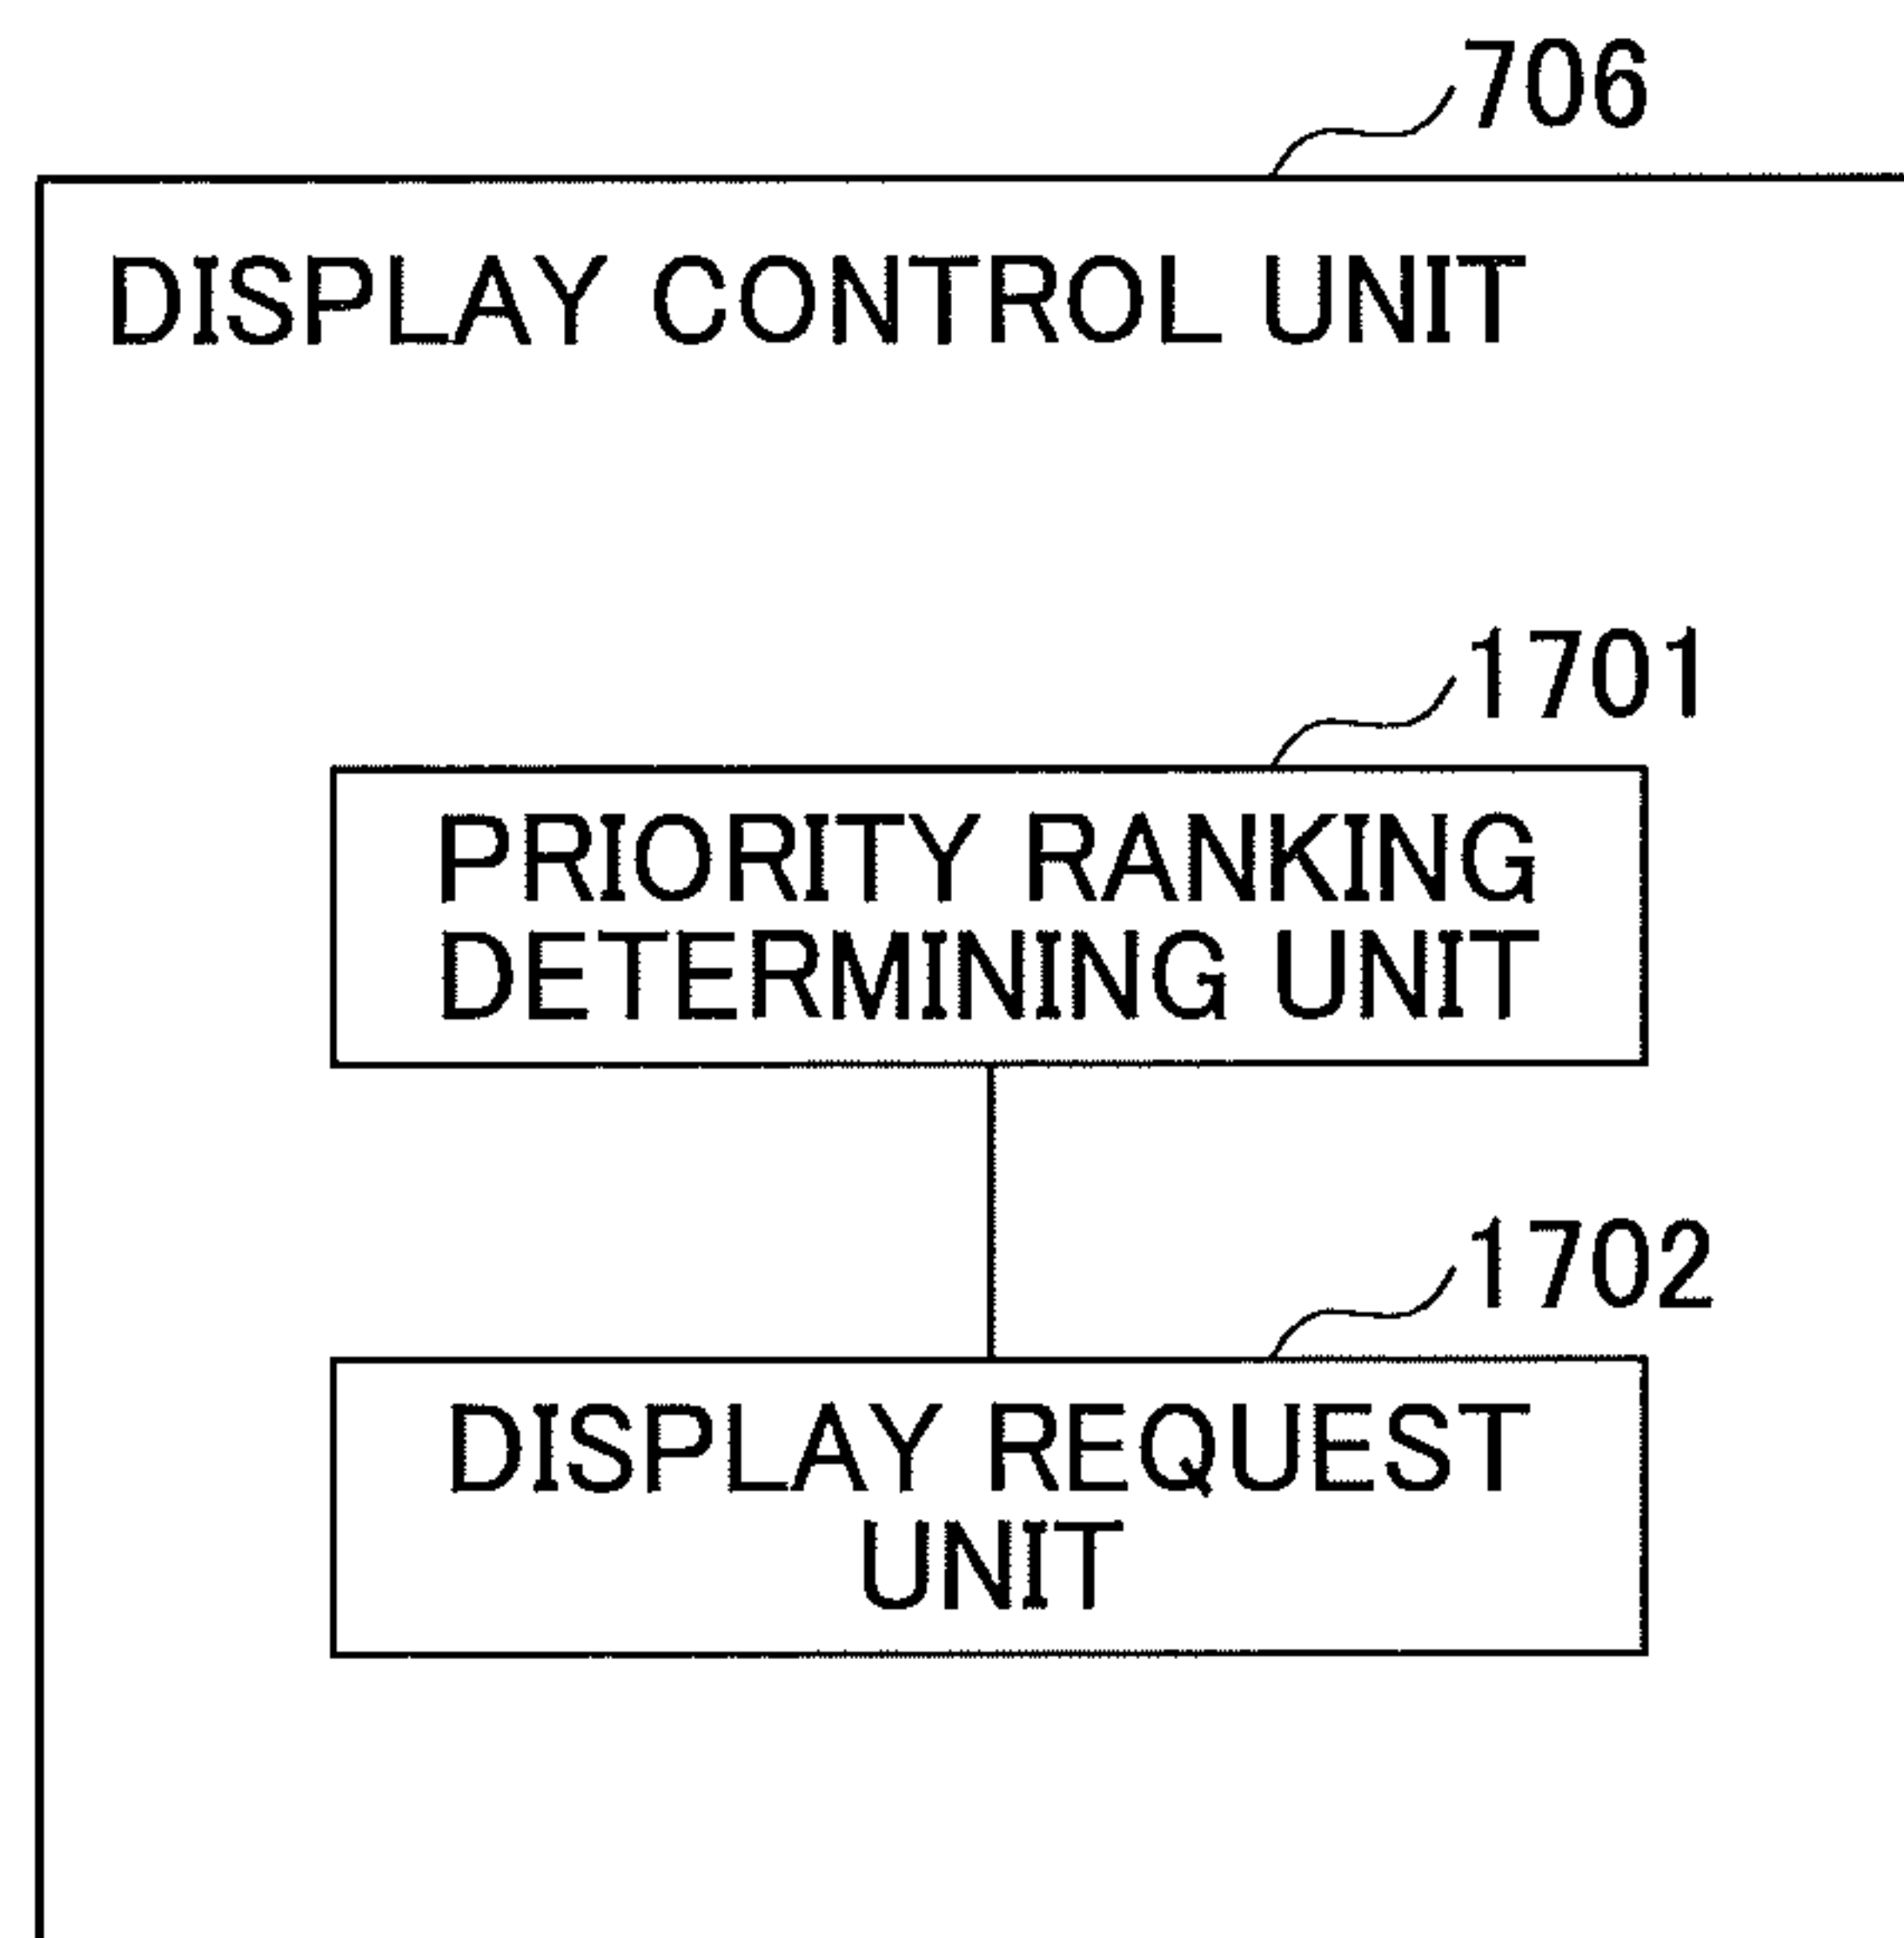 706
DISPLAY CONTROL UNIT
1701
PRIORITY RANKING
DETERMINING UNIT
1702
DISPLAY REQUEST
UNIT